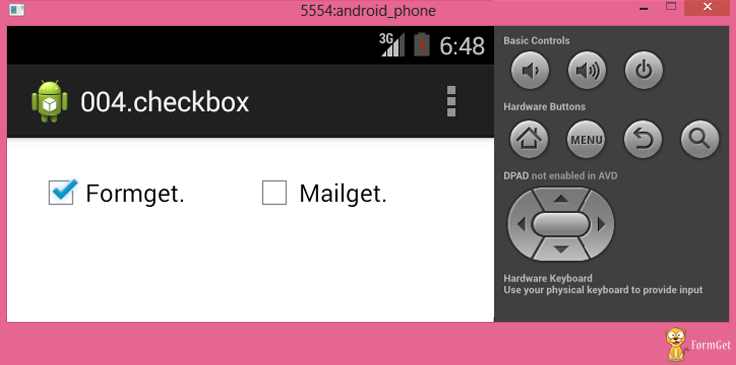 5554:android_phone
3G 6:48
004.checkbox
Formget. Mailget.
Basic Controls
Hardware Buttons
MENU
DPAD not enabled in AVD
Hardware Keyboard
Use your physical keyboard to provide input
FormGet